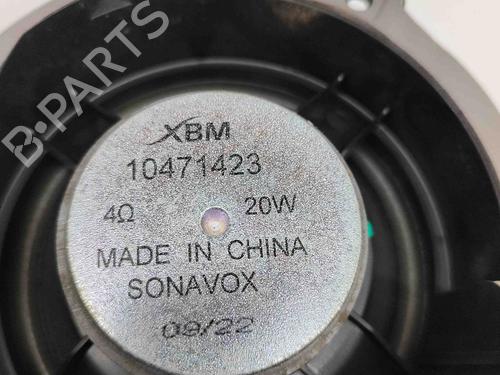 B-PARTS
XBM
10471423
4Ω 20W
MADE IN CHINA
SONAVOX
09/22